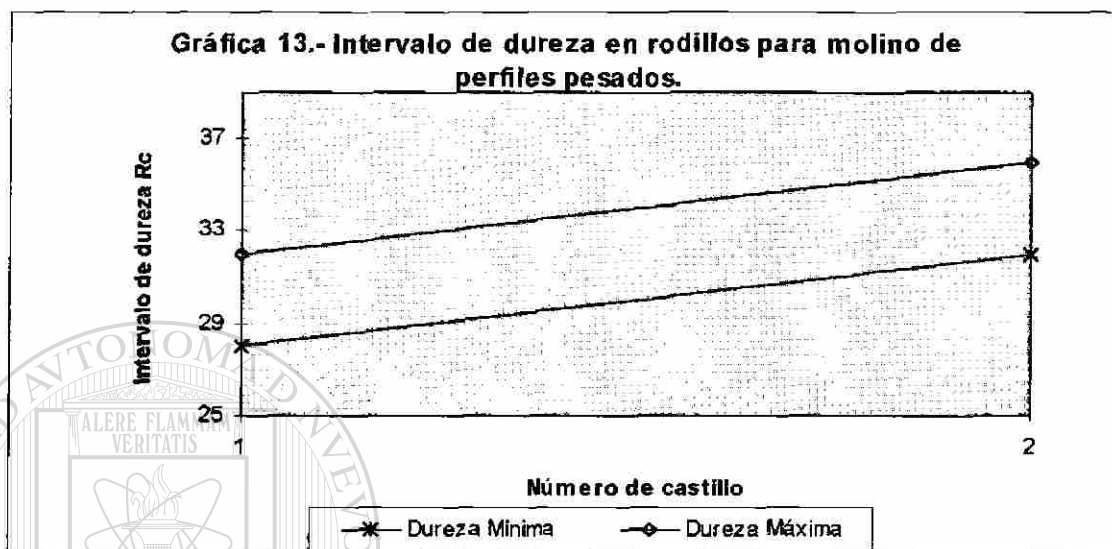 Gráfica 13.- Intervalo de dureza en rodillos para molino de
perfiles pesados.
Intervalo de dureza Rc
37
33
29
25
1
2
Número de castillo
Dureza Minima
Dureza Máxima
ALERE FLAMMAM
VERITATIS